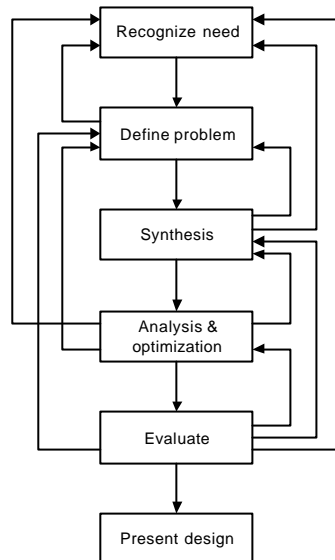 Recognize need
Define problem
Synthesis
Analysis &
optimization
Evaluate
Present design